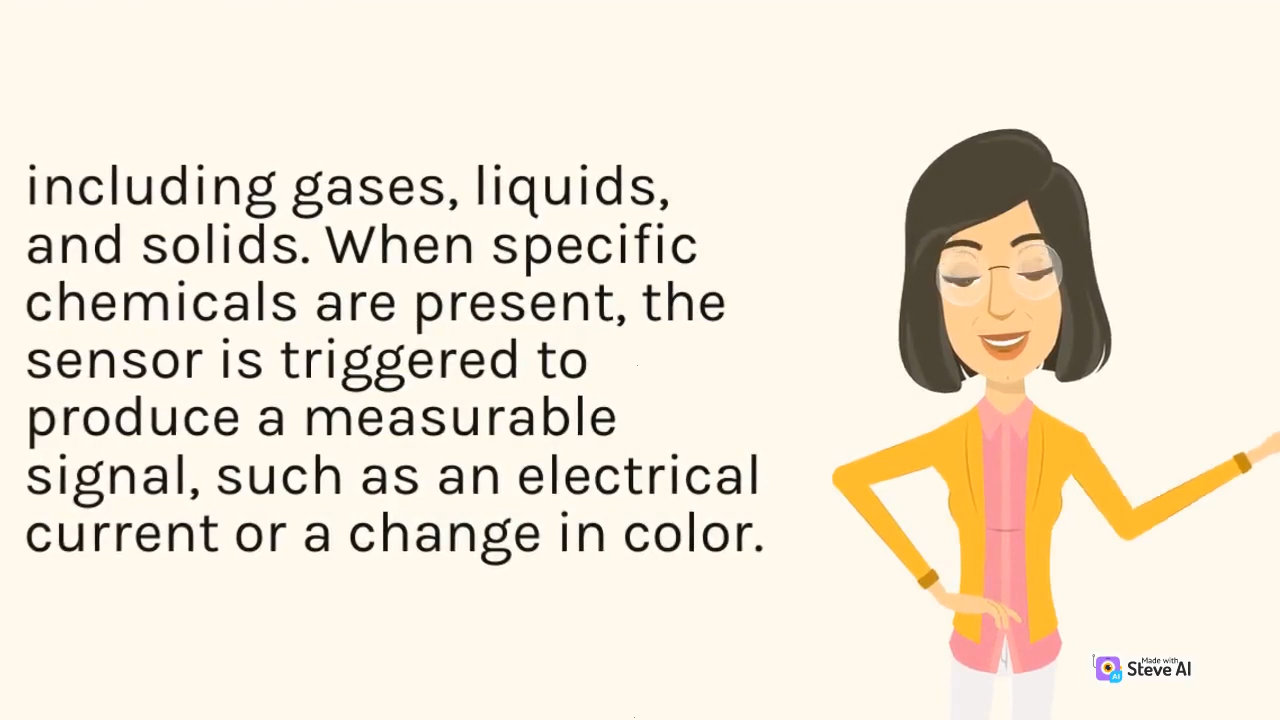 including gases, liquids,
and solids. When specific
chemicals are present, the
sensor is triggered to
produce a measurable
signal, such as an electrical
current or a change in color.
Made with
Steve AI
AI